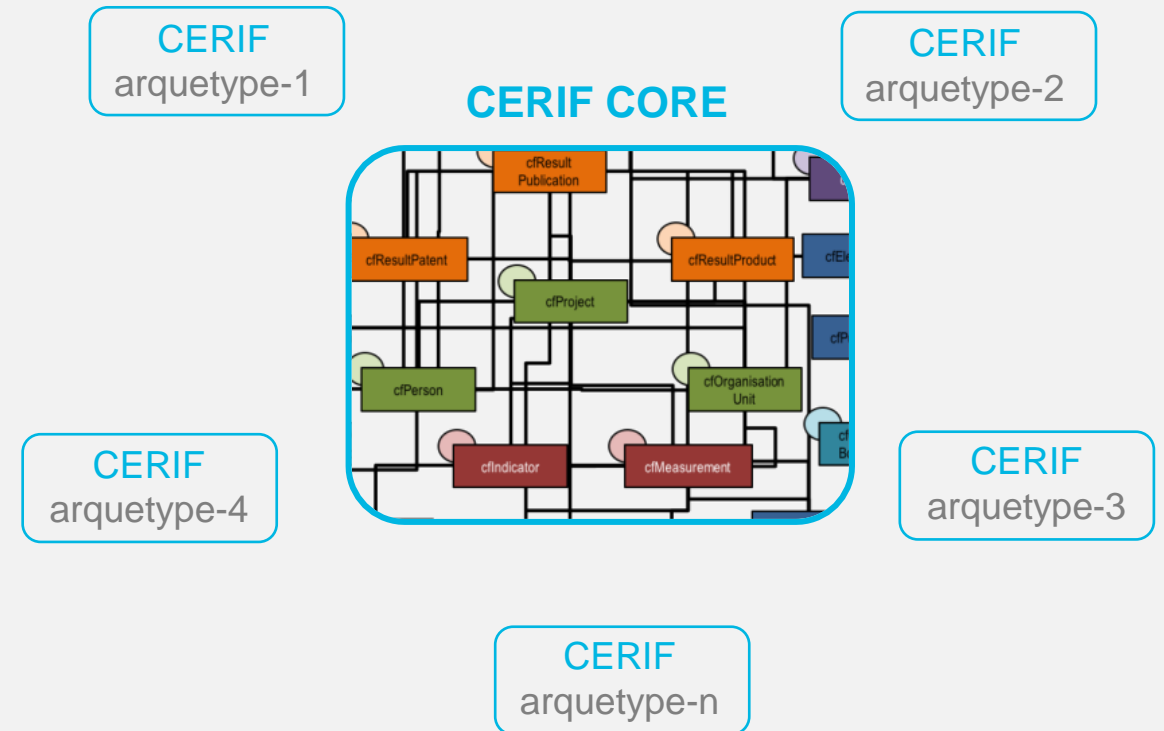 CERIF
arquetype-1
CERIF
arquetype-2
CERIF CORE
cfResult
Publication
cfResultPatent
cfResultProduct
cfProject
cfPerson
cfOrganisation
Unit
cfIndicator
cfMeasurement
CERIF
arquetype-4
CERIF
arquetype-3
CERIF
arquetype-n